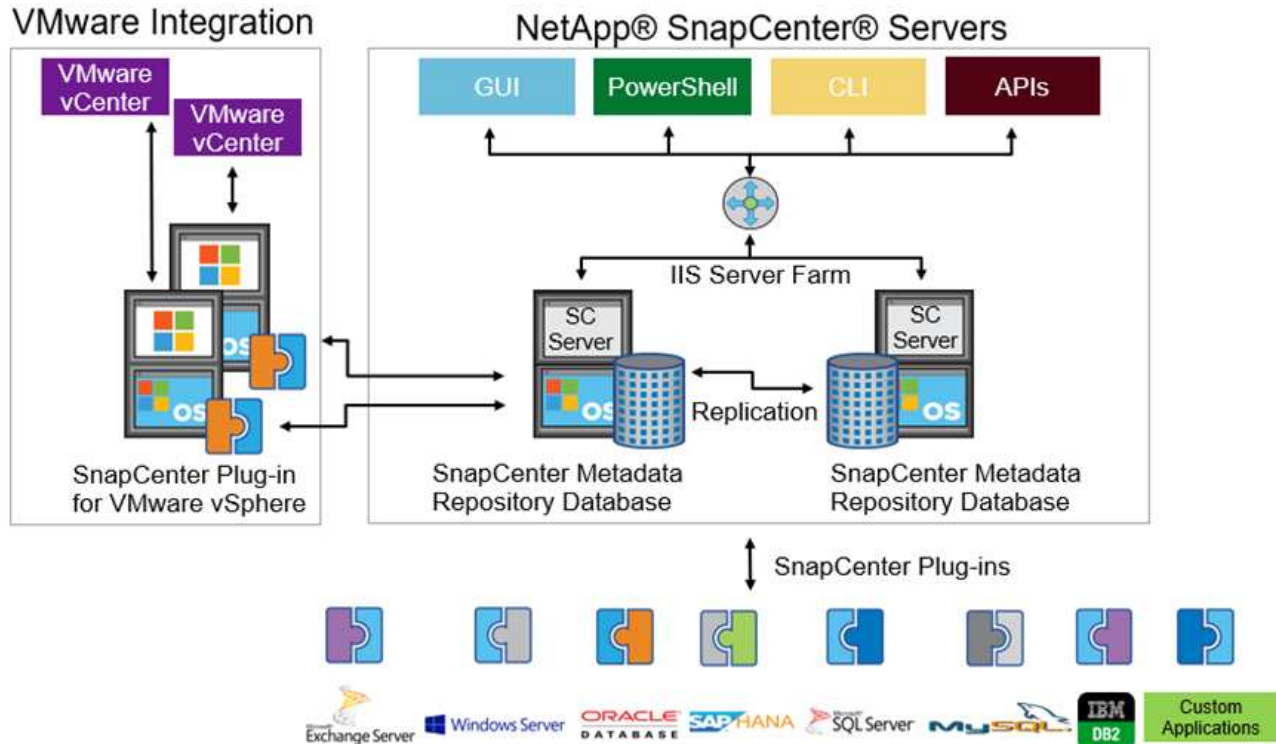 VMware Integration
NetApp® SnapCenter® Servers
VMware
vCenter
VMware
vCenter
GUI
PowerShell
CLI
APIs
IIS Server Farm
SC
Server
SC
Server
OS
OS
OS
OS
Replication
SnapCenter Plug-in
for VMware vSphere
SnapCenter Metadata
Repository Database
SnapCenter Metadata
Repository Database
SnapCenter Plug-ins
Microsoft
Exchange Server
Windows Server
ORACLE
DATABASE
SAP HANA
Microsoft
SQL Server
MySQL
IBM
DB2
Custom
Applications